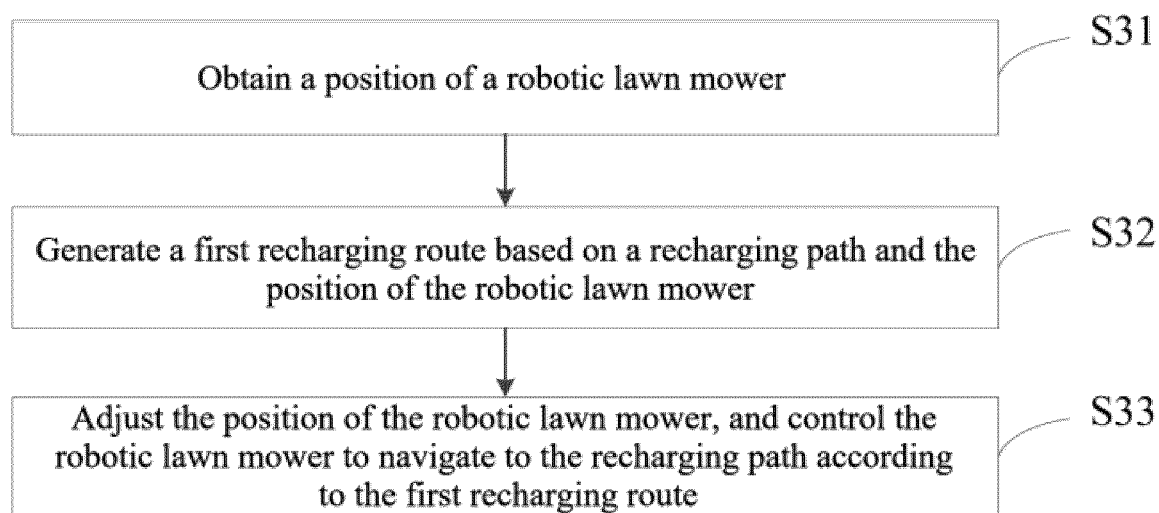 S31
Obtain a position of a robotic lawn mower
S32
Generate a first recharging route based on a recharging path and the
position of the robotic lawn mower
S33
Adjust the position of the robotic lawn mower, and control the
robotic lawn mower to navigate to the recharging path according
to the first recharging route